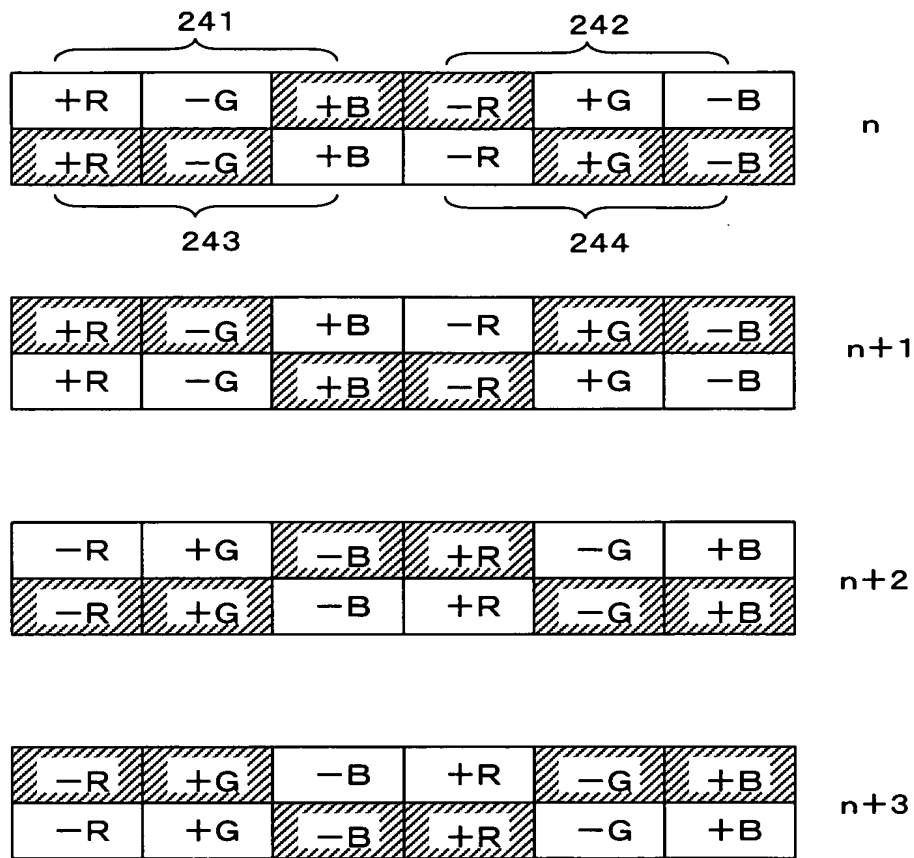 241 242
+R −G +B −R +G −B
n
+R −G +B −R +G −B
243 244
+R −G +B −R +G −B
n+1
+R −G +B −R +G −B
−R +G −B +R −G +B
n+2
−R +G −B +R −G +B
−R +G −B +R −G +B
n+3
−R +G −B +R −G +B